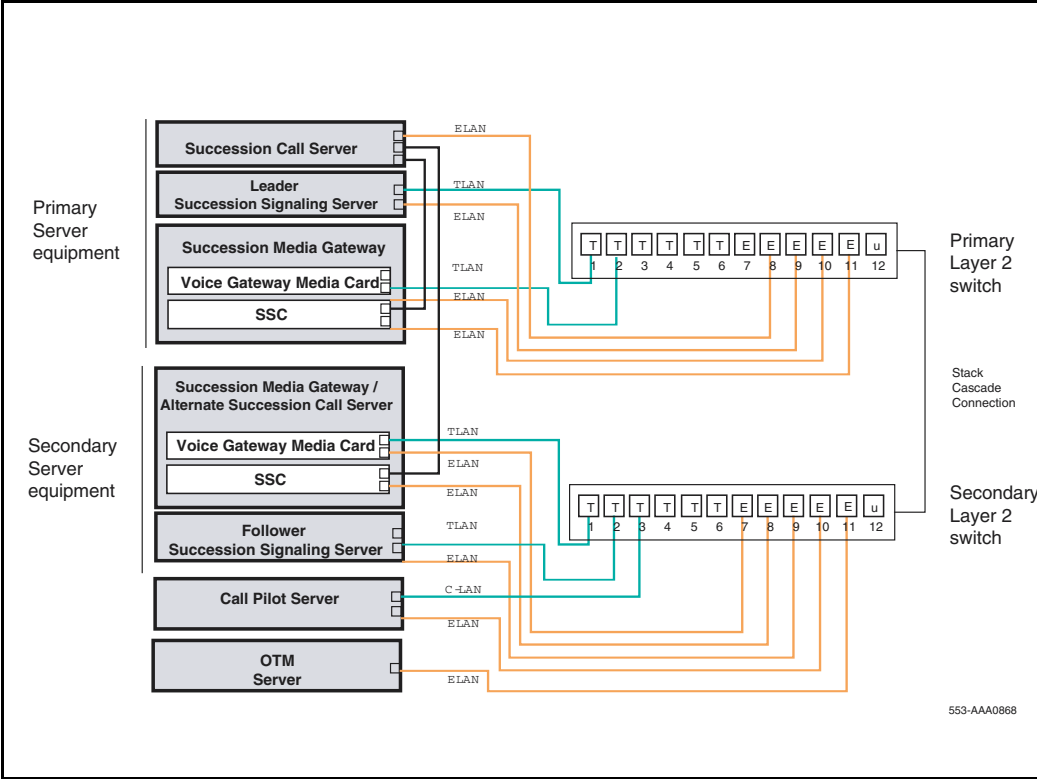 Primary
Server
equipment
Succession Call Server
ELAN
Leader
Succession Signaling Server
TLAN
ELAN
Succession Media Gateway
Voice Gateway Media Card
TLAN
ELAN
SSC
ELAN
T T T T T T E E E E E u
1 2 3 4 5 6 7 8 9 10 11 12
Primary
Layer 2
switch
Stack
Cascade
Connection
Secondary
Server
equipment
Succession Media Gateway /
Alternate Succession Call Server
Voice Gateway Media Card
TLAN
ELAN
SSC
ELAN
Follower
Succession Signaling Server
TLAN
ELAN
Call Pilot Server
C-LAN
ELAN
OTM
Server
ELAN
T T T T T T E E E E E u
1 2 3 4 5 6 7 8 9 10 11 12
Secondary
Layer 2
switch
553-AAA0868